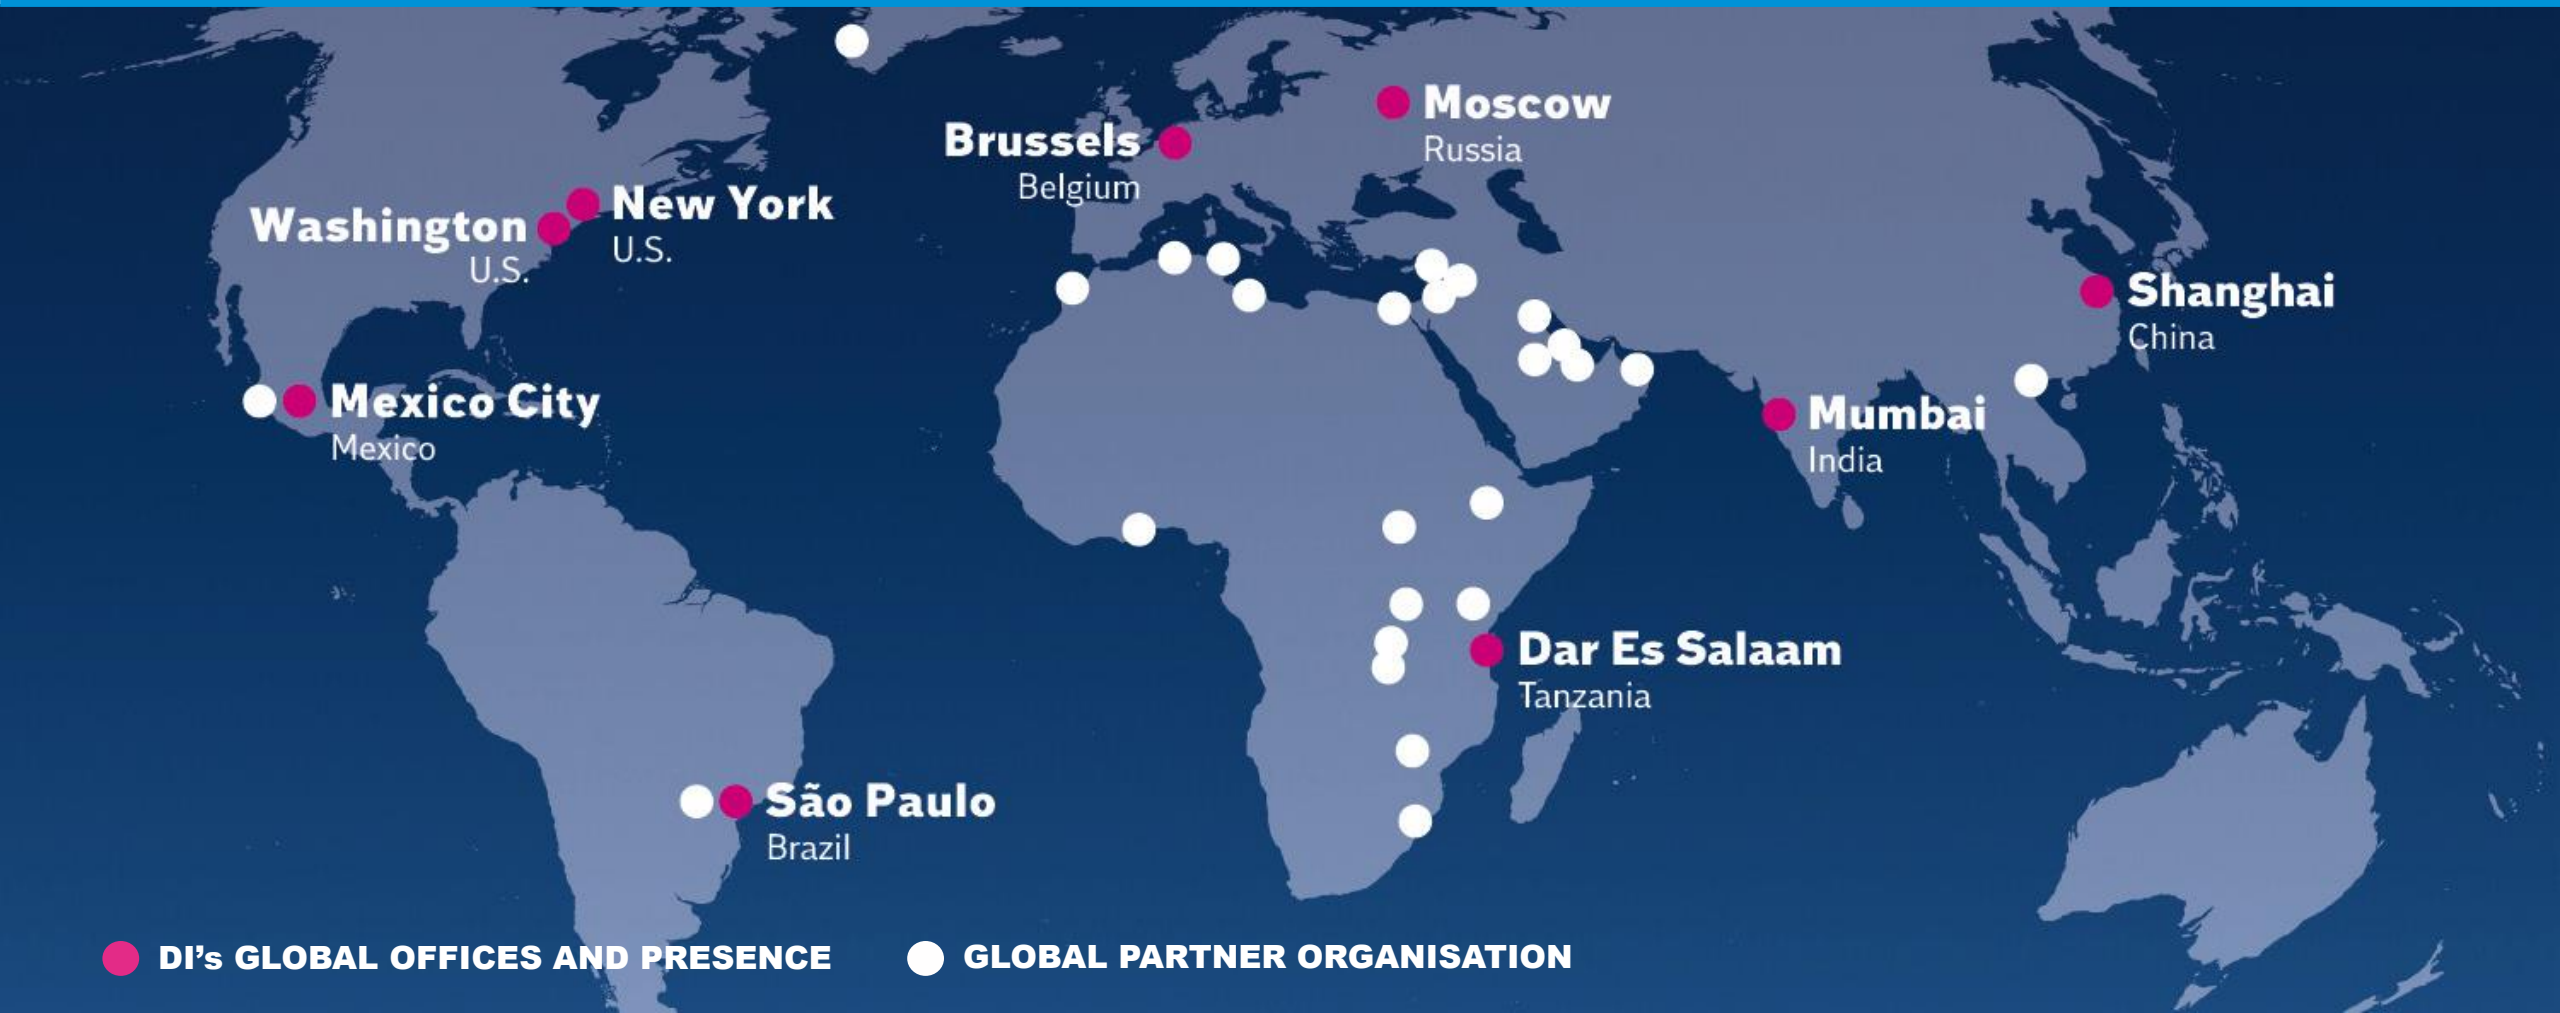 Moscow
Russia
Brussels
Belgium
New York
U.S.
Washington
U.S.
Shanghai
China
Mexico City
Mexico
Mumbai
India
Dar Es Salaam
Tanzania
São Paulo
Brazil
DI’s GLOBAL OFFICES AND PRESENCE
GLOBAL PARTNER ORGANISATION